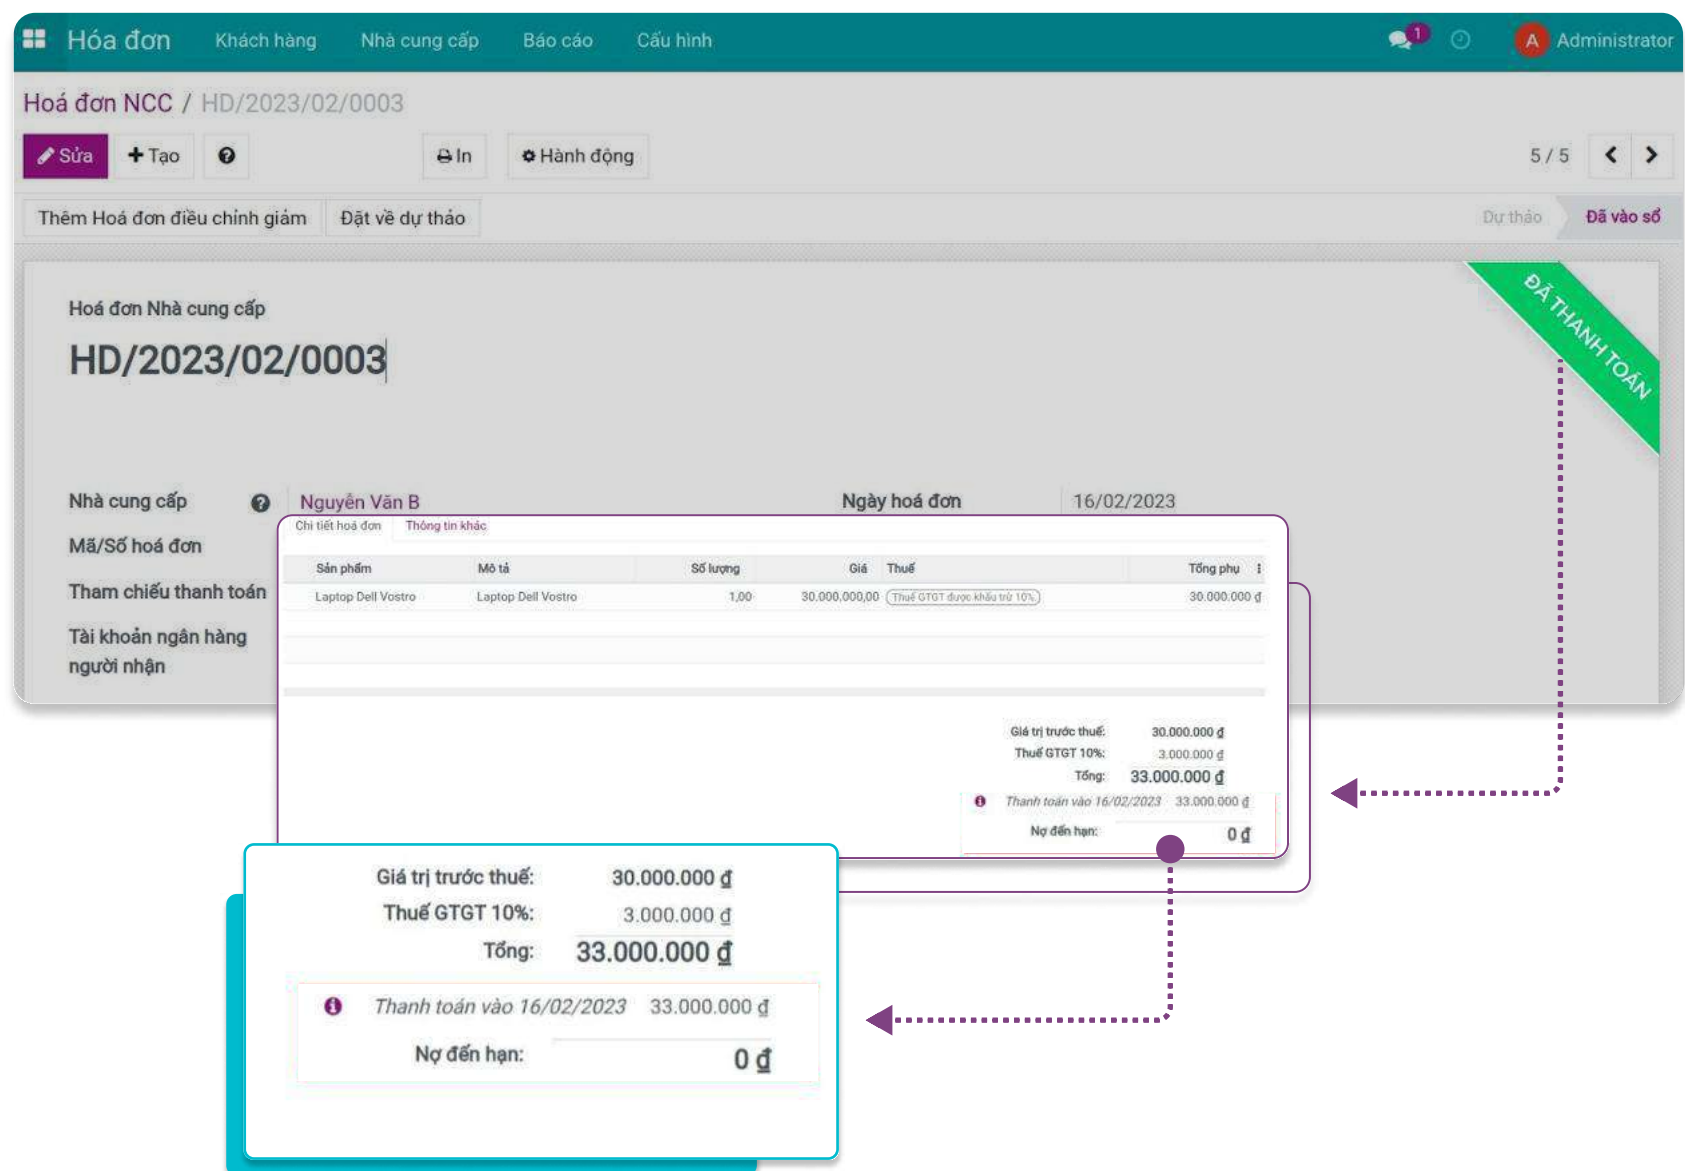 Hóa đơn Khách hàng Nhà cung cấp Báo cáo Cấu hình 1 A Administrator
Hoá đơn NCC / HD/2023/02/0003
Sửa Tạo In Hành động 5 / 5
Thêm Hoá đơn điều chỉnh giảm Đặt về dự thảo Dự thảo Đã vào sổ
ĐÃ THANH TOÁN
Hoá đơn Nhà cung cấp
HD/2023/02/0003
Nhà cung cấp Nguyễn Văn B Ngày hoá đơn 16/02/2023
Mã/Số hoá đơn
Tham chiếu thanh toán
Tài khoản ngân hàng
người nhận
Chi tiết hoá đơn Thông tin khác
Sản phẩm Mô tả Số lượng Giá Thuế Tổng phụ
Laptop Dell Vostro Laptop Dell Vostro 1,00 30.000.000,00 Thuế GTGT được khấu trừ 10% 30.000.000 ₫
Giá trị trước thuế: 30.000.000 ₫
Thuế GTGT 10%: 3.000.000 ₫
Tổng: 33.000.000 ₫
Thanh toán vào 16/02/2023 33.000.000 ₫
Nợ đến hạn: 0 ₫
Giá trị trước thuế: 30.000.000 ₫
Thuế GTGT 10%: 3.000.000 ₫
Tổng: 33.000.000 ₫
Thanh toán vào 16/02/2023 33.000.000 ₫
Nợ đến hạn: 0 ₫